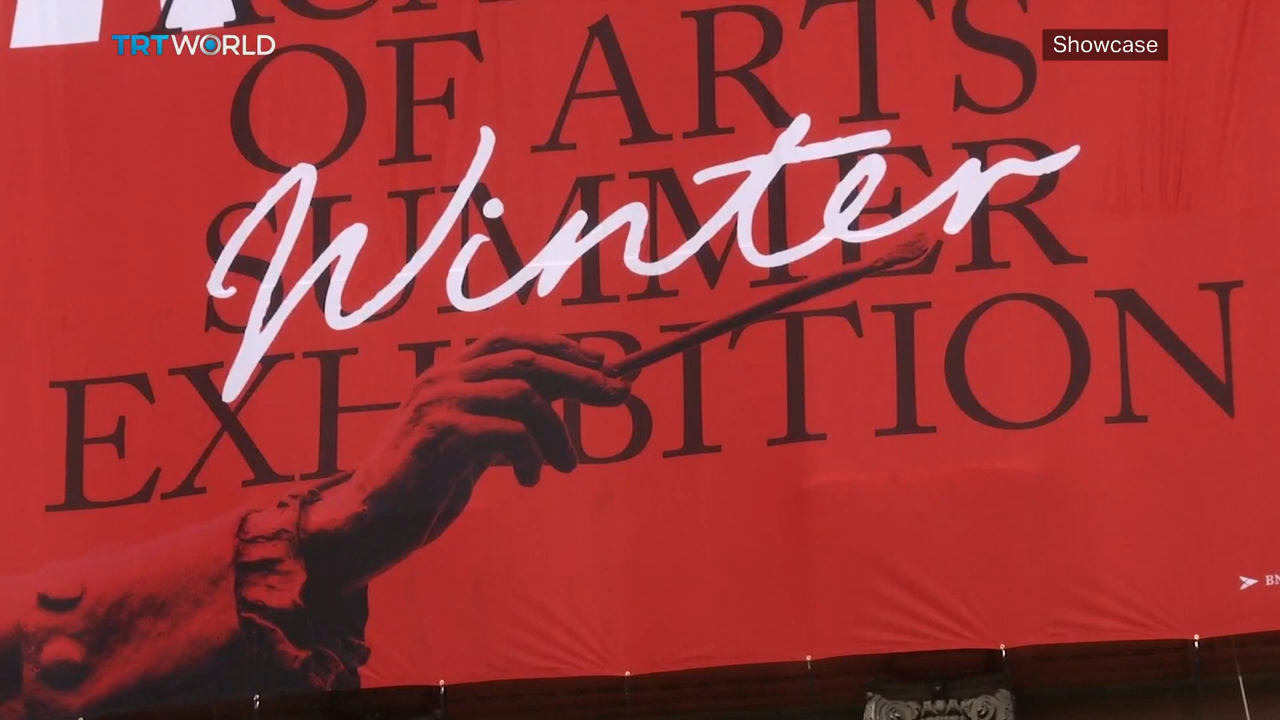 TRTWORLD
Showcase
OF ARTS
Winter
SUMMER
EXHIBITION